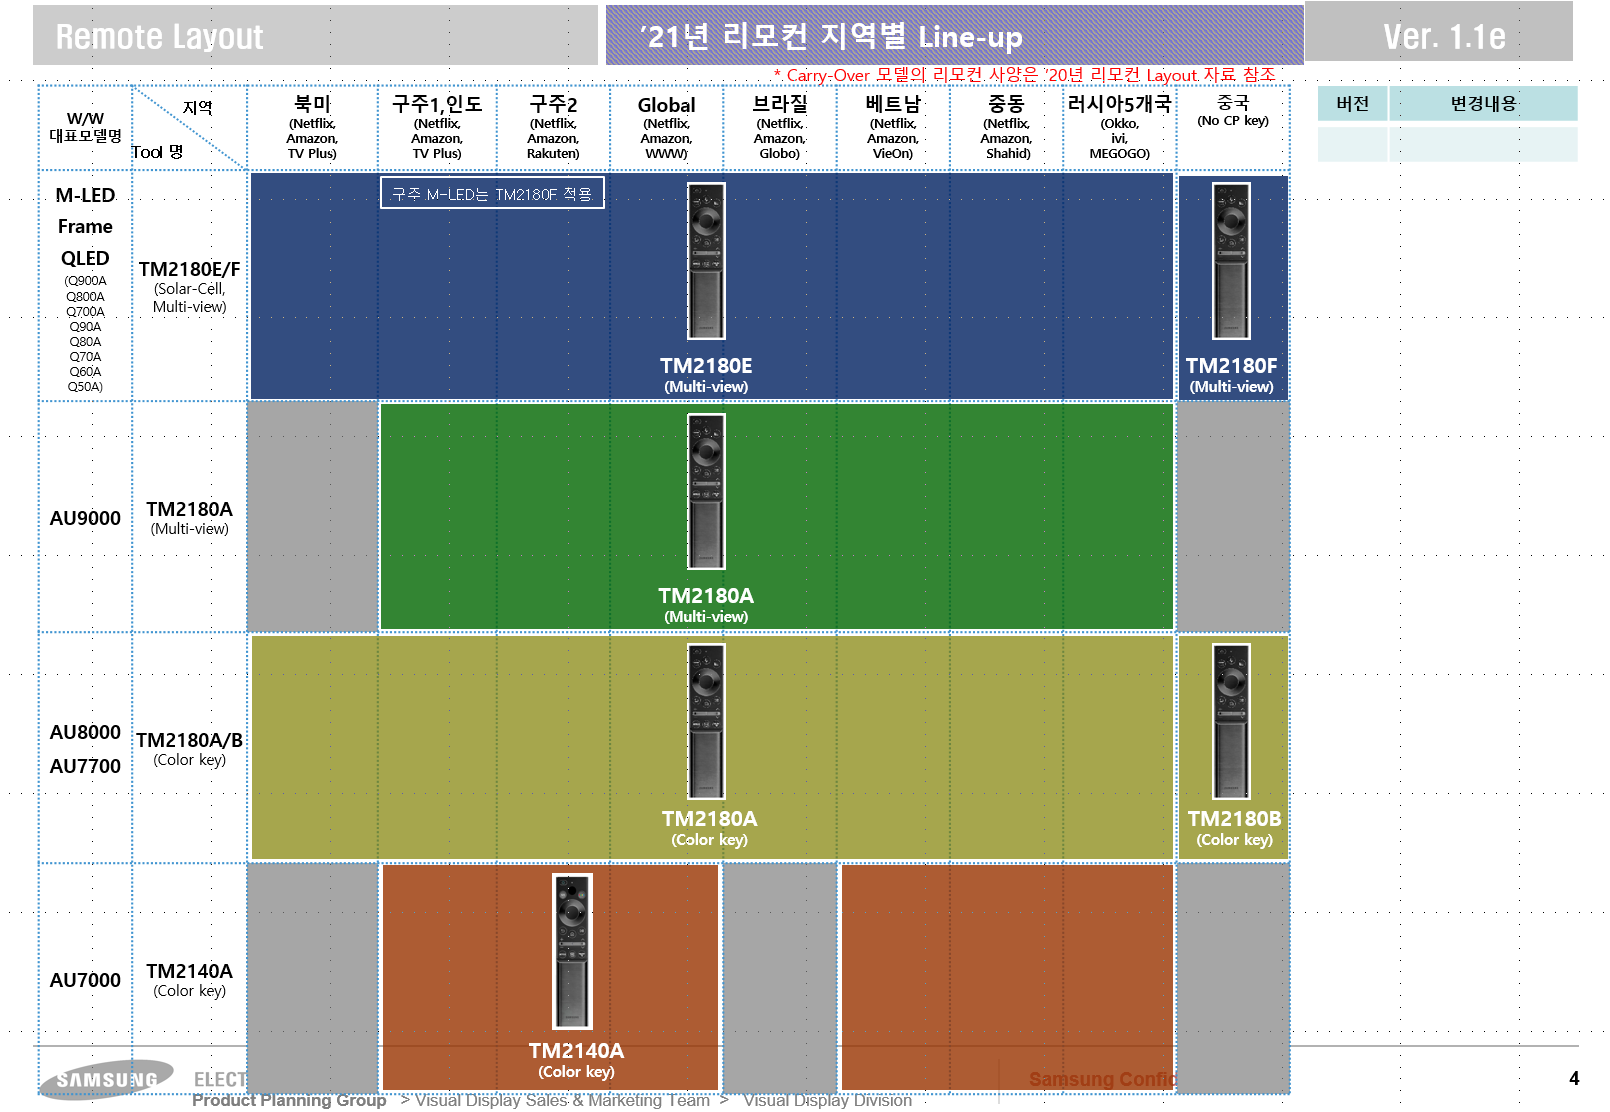 Remote Layout
’21년 리모컨 지역별 Line-up
Ver. 1.1e
* Carry-Over 모델의 리모컨 사양은 ’20년 리모컨 Layout 자료 참조
W/W
대표모델명
지역
Tool 명
북미
(Netflix,
Amazon,
TV Plus)
구주1,인도
(Netflix,
Amazon,
TV Plus)
구주2
(Netflix,
Amazon,
Rakuten)
Global
(Netflix,
Amazon,
WWW)
브라질
(Netflix,
Amazon,
Globo)
베트남
(Netflix,
Amazon,
VieOn)
중동
(Netflix,
Amazon,
Shahid)
러시아5개국
(Okko,
ivi,
MEGOGO)
중국
(No CP key)
버전
변경내용
M-LED
Frame
QLED
(Q900A
Q800A
Q700A
Q90A
Q80A
Q70A
Q60A
Q50A)
TM2180E/F
(Solar-Cell,
Multi-view)
구주 M-LED는 TM2180F 적용
TM2180E
(Multi-view)
TM2180F
(Multi-view)
AU9000
TM2180A
(Multi-view)
TM2180A
(Multi-view)
AU8000
AU7700
TM2180A/B
(Color key)
TM2180A
(Color key)
TM2180B
(Color key)
AU7000
TM2140A
(Color key)
TM2140A
(Color key)
SAMSUNG
ELECT
Samsung Confid
4
Product Planning Group > Visual Display Sales & Marketing Team > Visual Display Division